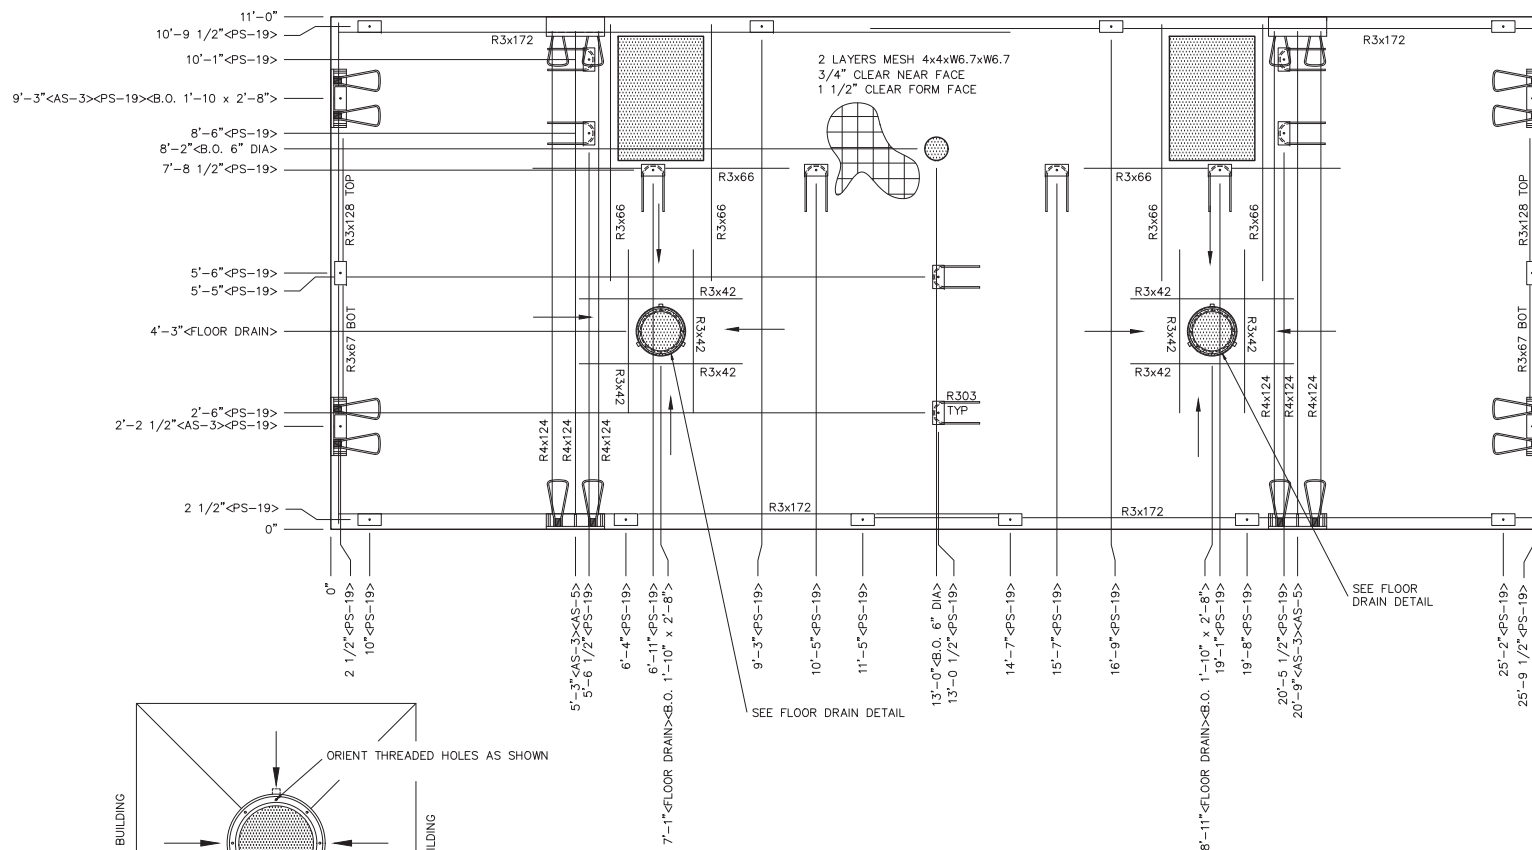 11'-0"
10'-9 1/2"<PS-19>
10'-1"<PS-19>
9'-3"<AS-3><PS-19><B.O. 1'-10 x 2'-8">
8'-6"<PS-19>
8'-2"<B.O. 6" DIA>
7'-8 1/2"<PS-19>
5'-6"<PS-19>
5'-5"<PS-19>
4'-3"<FLOOR DRAIN>
2'-6"<PS-19>
2'-2 1/2"<AS-3><PS-19>
2 1/2"<PS-19>
0"
R3x172
R3x172
2 LAYERS MESH 4x4xW6.7xW6.7
3/4" CLEAR NEAR FACE
1 1/2" CLEAR FORM FACE
R3x66
R3x66
R3x128 TOP
R3x66
R3x66
R3x66
R3x66
R3x128 TOP
R3x42
R3x42
R3x67 BOT
R3x42
R3x42
R3x42
R3x67 BOT
R3x42
R3x42
R3x42
R3x42
R303
TYP
R4x124
R4x124
R4x124
R4x124
R4x124
R4x124
R3x172
R3x172
0"
2 1/2"<PS-19>
10"<PS-19>
5'-3"<AS-3><AS-5>
5'-6 1/2"<PS-19>
6'-4"<PS-19>
6'-11"<PS-19>
7'-1"<FLOOR DRAIN><B.O. 1'-10" x 2'-8">
9'-3"<PS-19>
10'-5"<PS-19>
11'-5"<PS-19>
13'-0"<B.O. 6" DIA>
13'-0 1/2"<PS-19>
14'-7"<PS-19>
15'-7"<PS-19>
16'-9"<PS-19>
8'-11"<FLOOR DRAIN><B.O. 1'-10" x 2'-8">
19'-1"<PS-19>
19'-8"<PS-19>
20'-5 1/2"<PS-19>
20'-9"<AS-3><AS-5>
25'-2"<PS-19>
25'-9 1/2"<PS-19>
SEE FLOOR
DRAIN DETAIL
SEE FLOOR DRAIN DETAIL
ORIENT THREADED HOLES AS SHOWN
BUILDING
ILDING